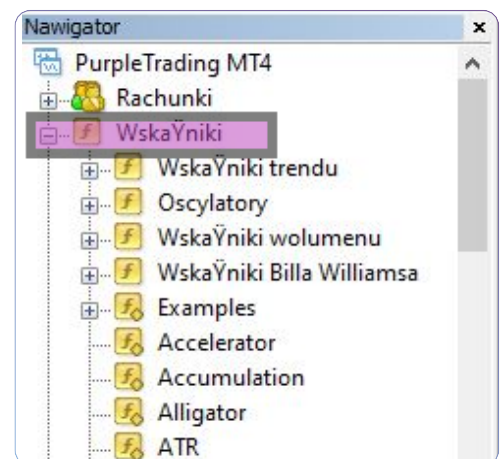 Nawigator
PurpleTrading MT4
Rachunki
WskaŸniki
WskaŸniki trendu
Oscylatory
WskaŸniki wolumenu
WskaŸniki Billa Williamsa
Examples
Accelerator
Accumulation
Alligator
ATR